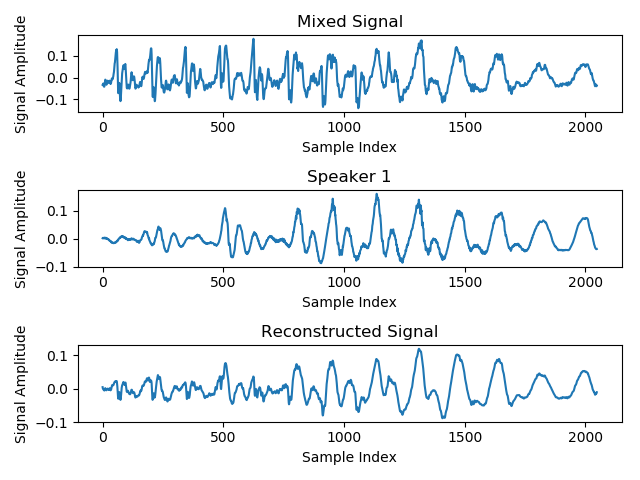 Mixed Signal
Signal Amplitude
0.1
0.0
−0.1
0 500 1000 1500 2000
Sample Index
Speaker 1
Signal Amplitude
0.1
0.0
−0.1
0 500 1000 1500 2000
Sample Index
Reconstructed Signal
Signal Amplitude
0.1
0.0
−0.1
0 500 1000 1500 2000
Sample Index